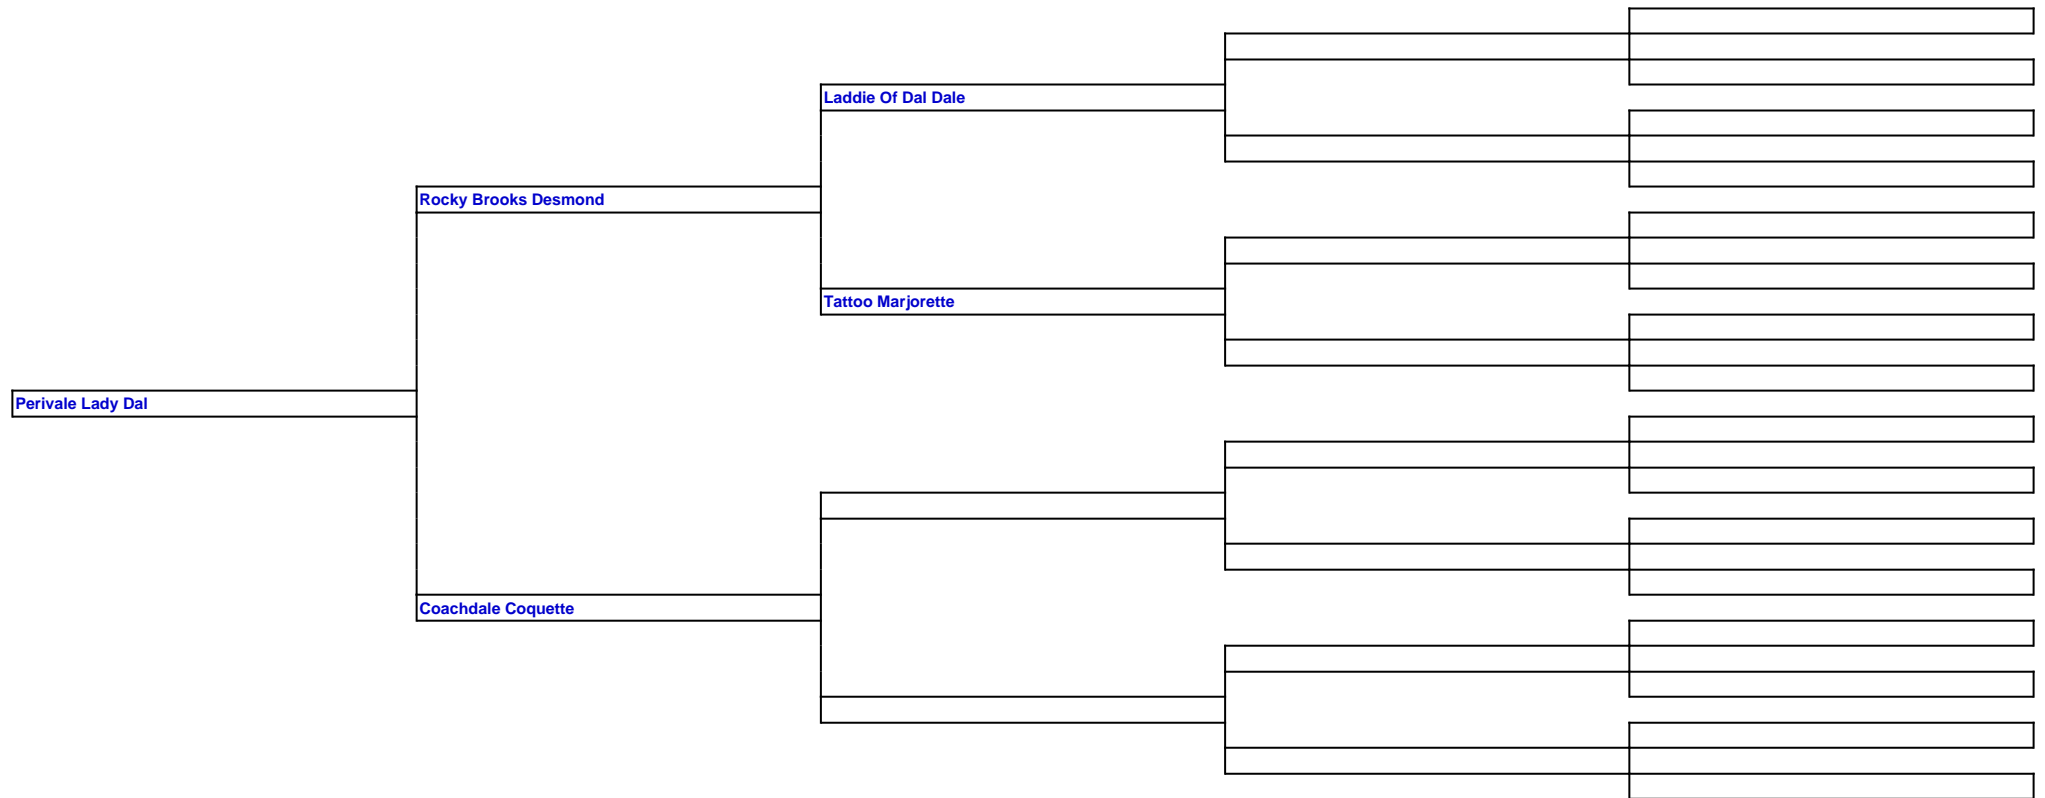 Laddie Of Dal Dale
Rocky Brooks Desmond
Tattoo Marjorette
Perivale Lady Dal
Coachdale Coquette